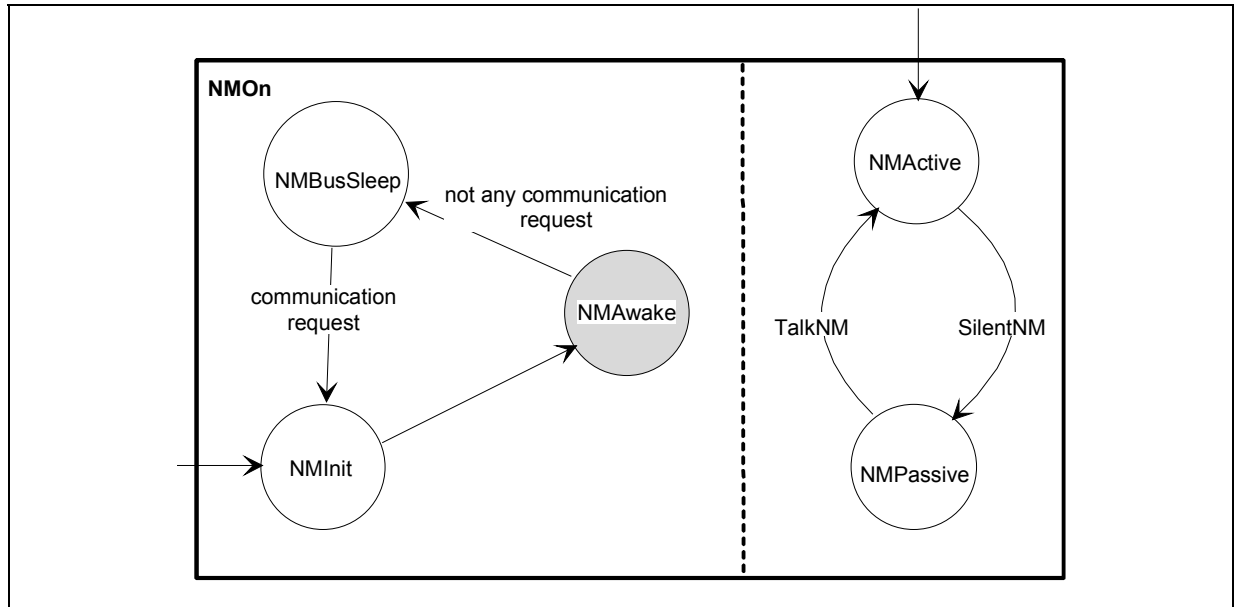 NMOn
NMBusSleep
not any communication
request
communication
request
NMAwake
NMInit
NMActive
TalkNM
SilentNM
NMPassive